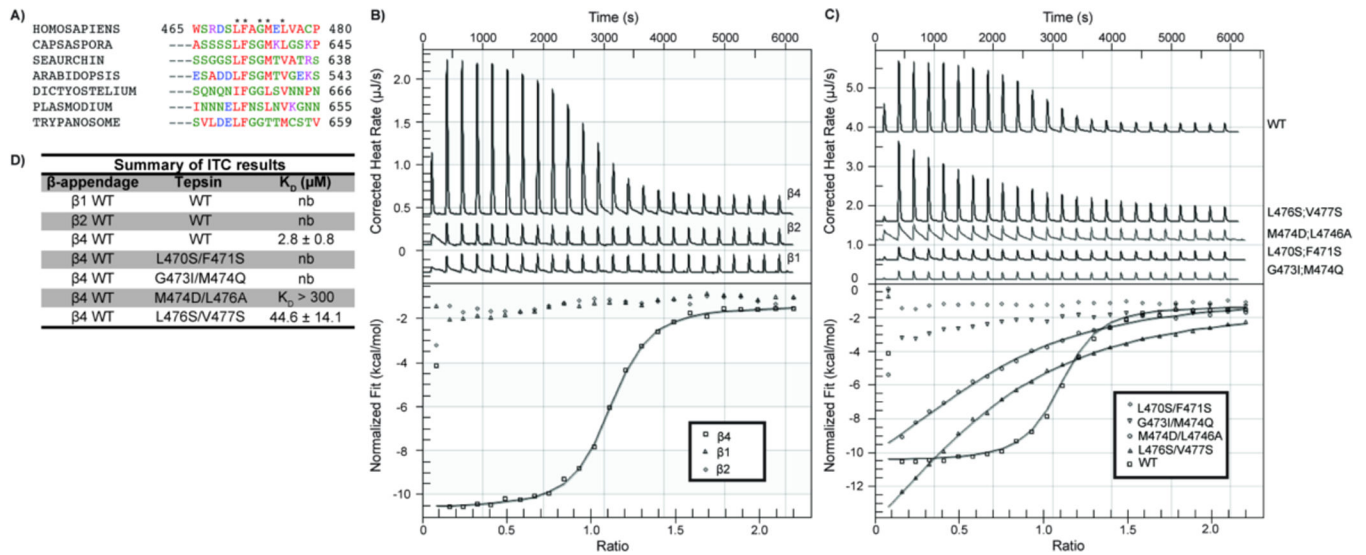 A)
HOMOSAPIENS 465 WSRDSLFAGMELVACP 480
CAPSASPORA ---ASSSSLFSGMKLGSKP 645
SEAURCHIN ---SSGGSLFSGMTVATRS 638
ARABIDOPSIS ---ESADDLFSGMTVGEKS 543
DICTYOSTELIUM ---SQNQNIFGGLSVNNPN 666
PLASMODIUM ---INNNELFNSLNVKGNN 655
TRYPANOSOME ---SVLDELFGGTTMCSTV 659
D)
Summary of ITC results
β-appendage Tepsin K_D (μM)
β1 WT WT nb
β2 WT WT nb
β4 WT WT 2.8 ± 0.8
β4 WT L470S/F471S nb
β4 WT G473I/M474Q nb
β4 WT M474D/L476A K_D > 300
β4 WT L476S/V477S 44.6 ± 14.1
B)
Time (s)
0 1000 2000 3000 4000 5000 6000
Corrected Heat Rate (μJ/s)
2.0
1.5
1.0
0.5
0
β4
β2
β1
Normalized Fit (kcal/mol)
-2
-4
-6
-8
-10
β4
β1
β2
0 0.5 1.0 1.5 2.0
Ratio
C)
Time (s)
0 500 1000 1500 2000 2500 3000 3500 4000 4500 5000 5500 6000
Corrected Heat Rate (μJ/s)
5.0
4.0
3.0
2.0
1.0
0
WT
L476S;V477S
M474D;L4746A
L470S;F471S
G473I;M474Q
Normalized Fit (kcal/mol)
0
-2
-4
-6
-8
-10
-12
L470S/F471S
G473I/M474Q
M474D/L4746A
L476S/V477S
WT
0 0.5 1.0 1.5 2.0
Ratio